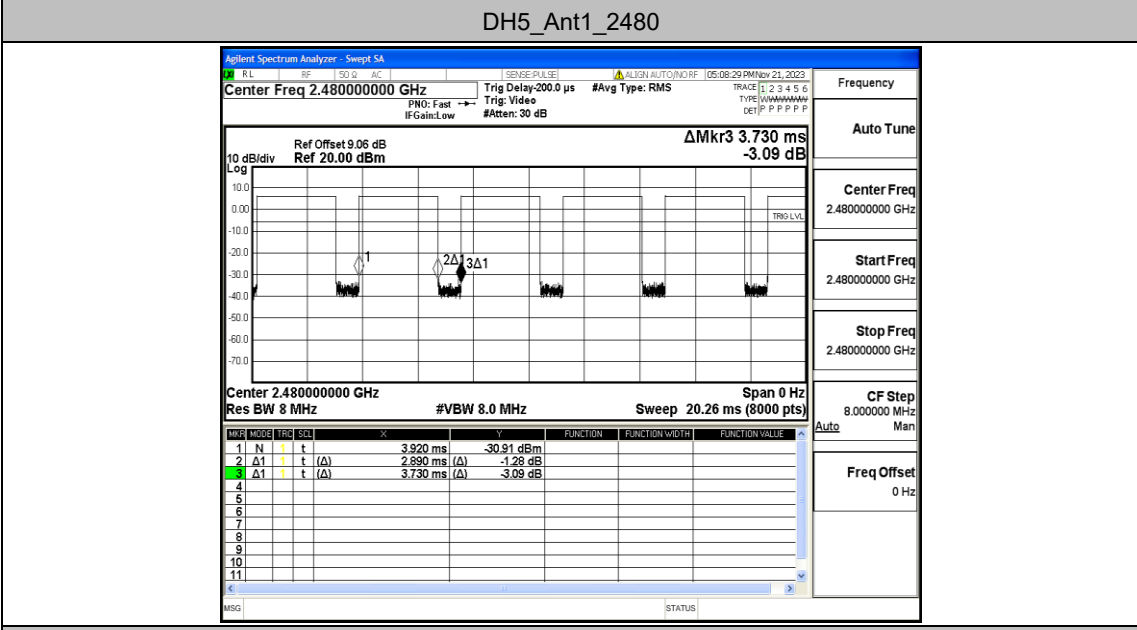 DH5_Ant1_2480
Agilent Spectrum Analyzer - Swept SA
RL RF 50 Ω AC SENSE:PULSE ALIGN AUTO/NO RF 05:08:29 PM Nov 21, 2023
Center Freq 2.480000000 GHz
PNO: Fast
IFGain:Low
Trig Delay-200.0 µs
Trig: Video
#Atten: 30 dB
#Avg Type: RMS
TRACE 1 2 3 4 5 6
TYPE WWWWWW
DET P P P P P P
ΔMkr3 3.730 ms
-3.09 dB
Ref Offset 9.06 dB
10 dB/div Ref 20.00 dBm
Log
10.0
0.00
-10.0
-20.0
-30.0
-40.0
-50.0
-60.0
-70.0
TRIG LVL
1
2Δ1
3Δ1
Center 2.480000000 GHz Span 0 Hz
Res BW 8 MHz #VBW 8.0 MHz Sweep 20.26 ms (8000 pts)
MKR MODE TRC SCL X Y FUNCTION FUNCTION WIDTH FUNCTION VALUE
1 N 1 t 3.920 ms -30.91 dBm
2 Δ1 1 t (Δ) 2.890 ms (Δ) -1.28 dB
3 Δ1 1 t (Δ) 3.730 ms (Δ) -3.09 dB
4
5
6
7
8
9
10
11
MSG STATUS
Frequency
Auto Tune
Center Freq
2.480000000 GHz
Start Freq
2.480000000 GHz
Stop Freq
2.480000000 GHz
CF Step
8.000000 MHz
Auto Man
Freq Offset
0 Hz